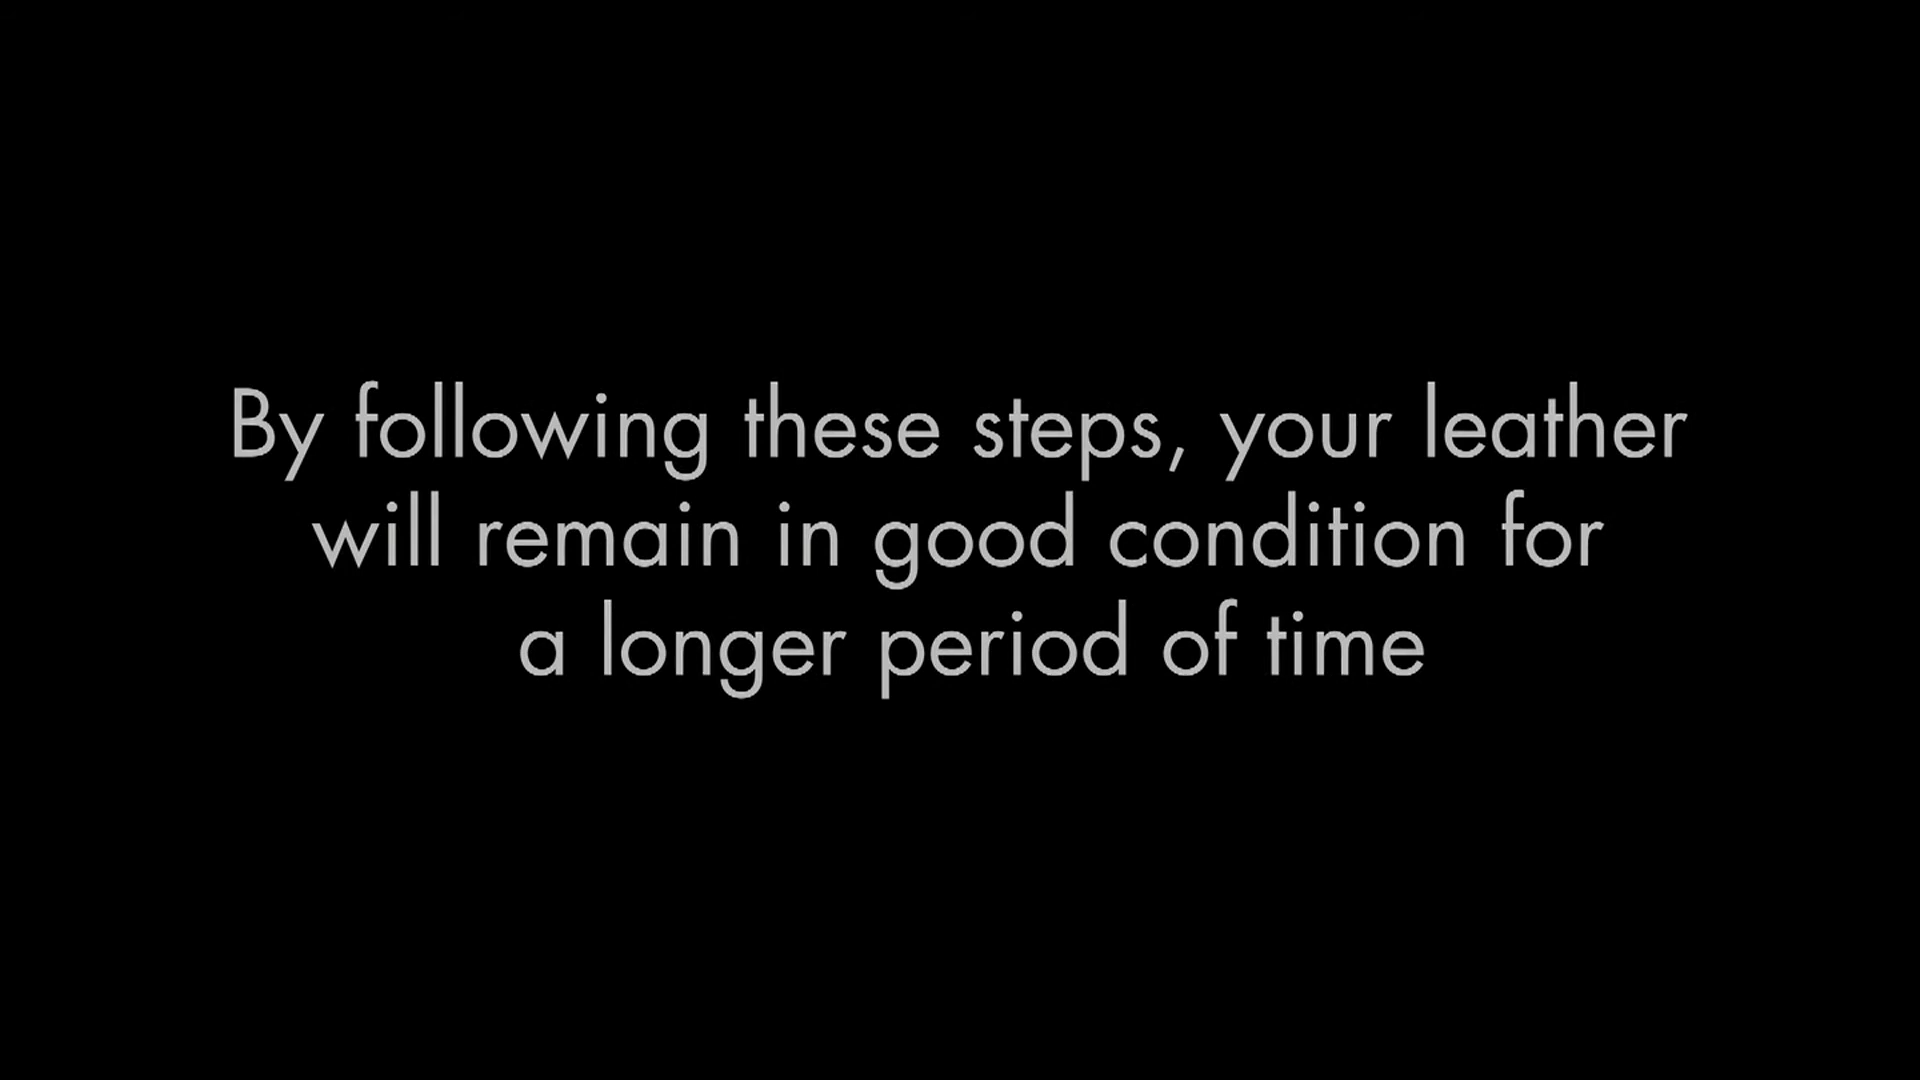 By following these steps, your leather
will remain in good condition for
a longer period of time